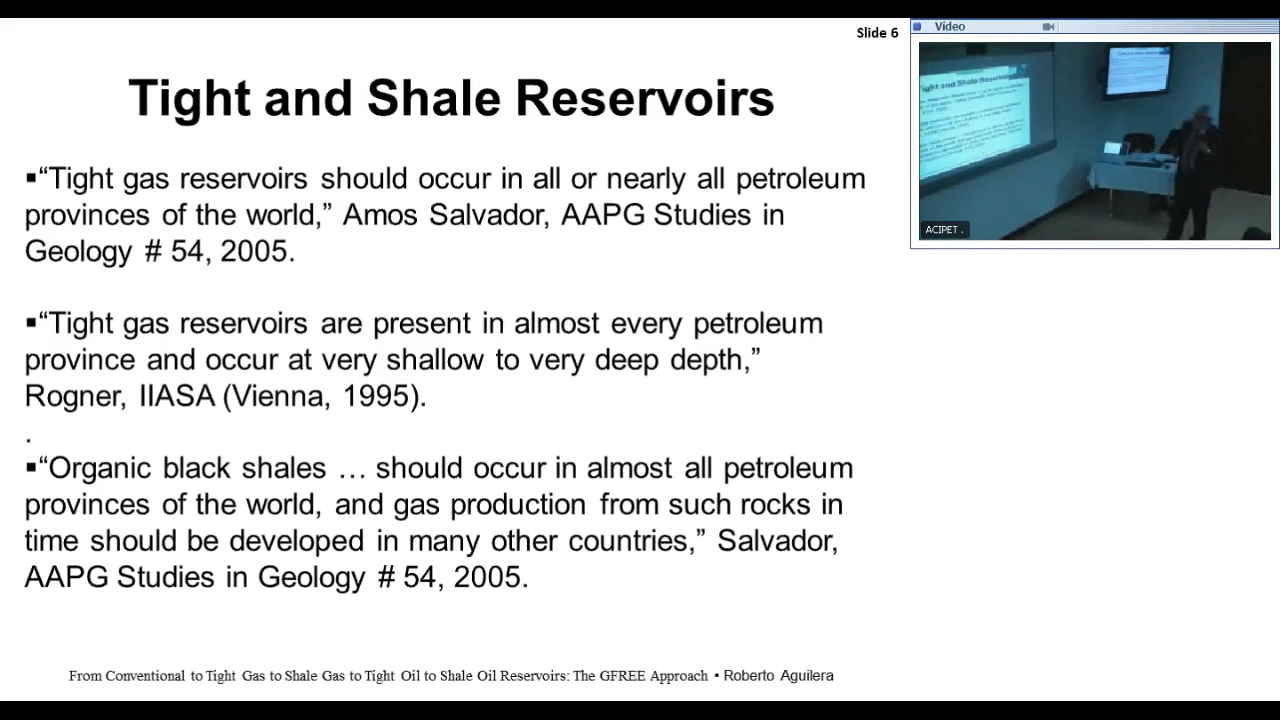 Slide 6
Vídeo
Tight and Shale Reservoirs
▪“Tight gas reservoirs should occur in all or nearly all petroleum
provinces of the world,” Amos Salvador, AAPG Studies in
Geology # 54, 2005.
▪“Tight gas reservoirs are present in almost every petroleum
province and occur at very shallow to very deep depth,”
Rogner, IIASA (Vienna, 1995).
.
▪“Organic black shales … should occur in almost all petroleum
provinces of the world, and gas production from such rocks in
time should be developed in many other countries,” Salvador,
AAPG Studies in Geology # 54, 2005.
From Conventional to Tight Gas to Shale Gas to Tight Oil to Shale Oil Reservoirs: The GFREE Approach • Roberto Aguilera
Tight and Shale Reservoirs
ACIPET .